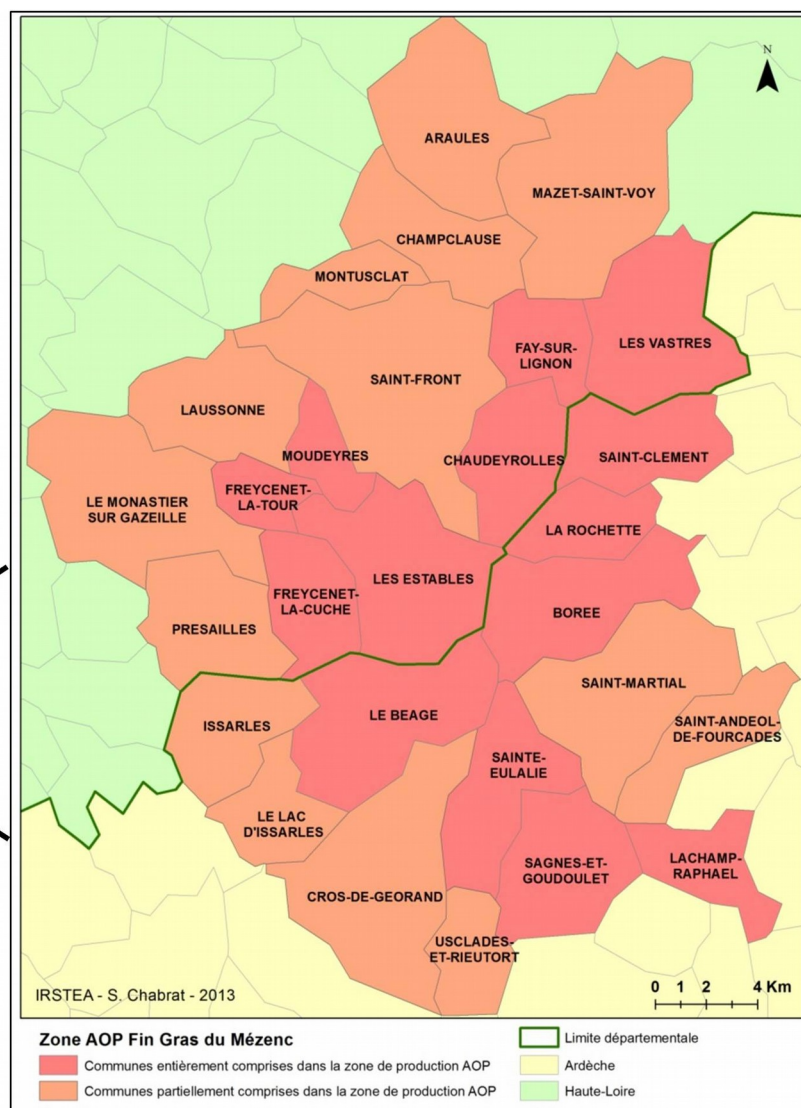 N
ARAULES
MAZET-SAINT-VOY
CHAMPCLAUSE
MONTUSCLAT
FAY-SUR-
LIGNON
LES VASTRES
SAINT-FRONT
LAUSSONNE
MOUDEYRES
CHAUDEYROLLES
SAINT-CLEMENT
FREYCENET-
LA-TOUR
LE MONASTIER
SUR GAZEILLE
LA ROCHETTE
LES ESTABLES
FREYCENET-
LA-CUCHE
BOREE
PRESAILLES
SAINT-MARTIAL
ISSARLES
LE BEAGE
SAINT-ANDEOL-
DE-FOURCADES
SAINTE-
EULALIE
LE LAC
D'ISSARLES
SAGNES-ET-
GOUDOULET
LACHAMP-
RAPHAEL
CROS-DE-GEORAND
USCLADES-
ET-RIEUTORT
IRSTEA - S. Chabrat - 2013
0 1 2 4 Km
Zone AOP Fin Gras du Mézenc
Communes entièrement comprises dans la zone de production AOP
Communes partiellement comprises dans la zone de production AOP
Limite départementale
Ardèche
Haute-Loire